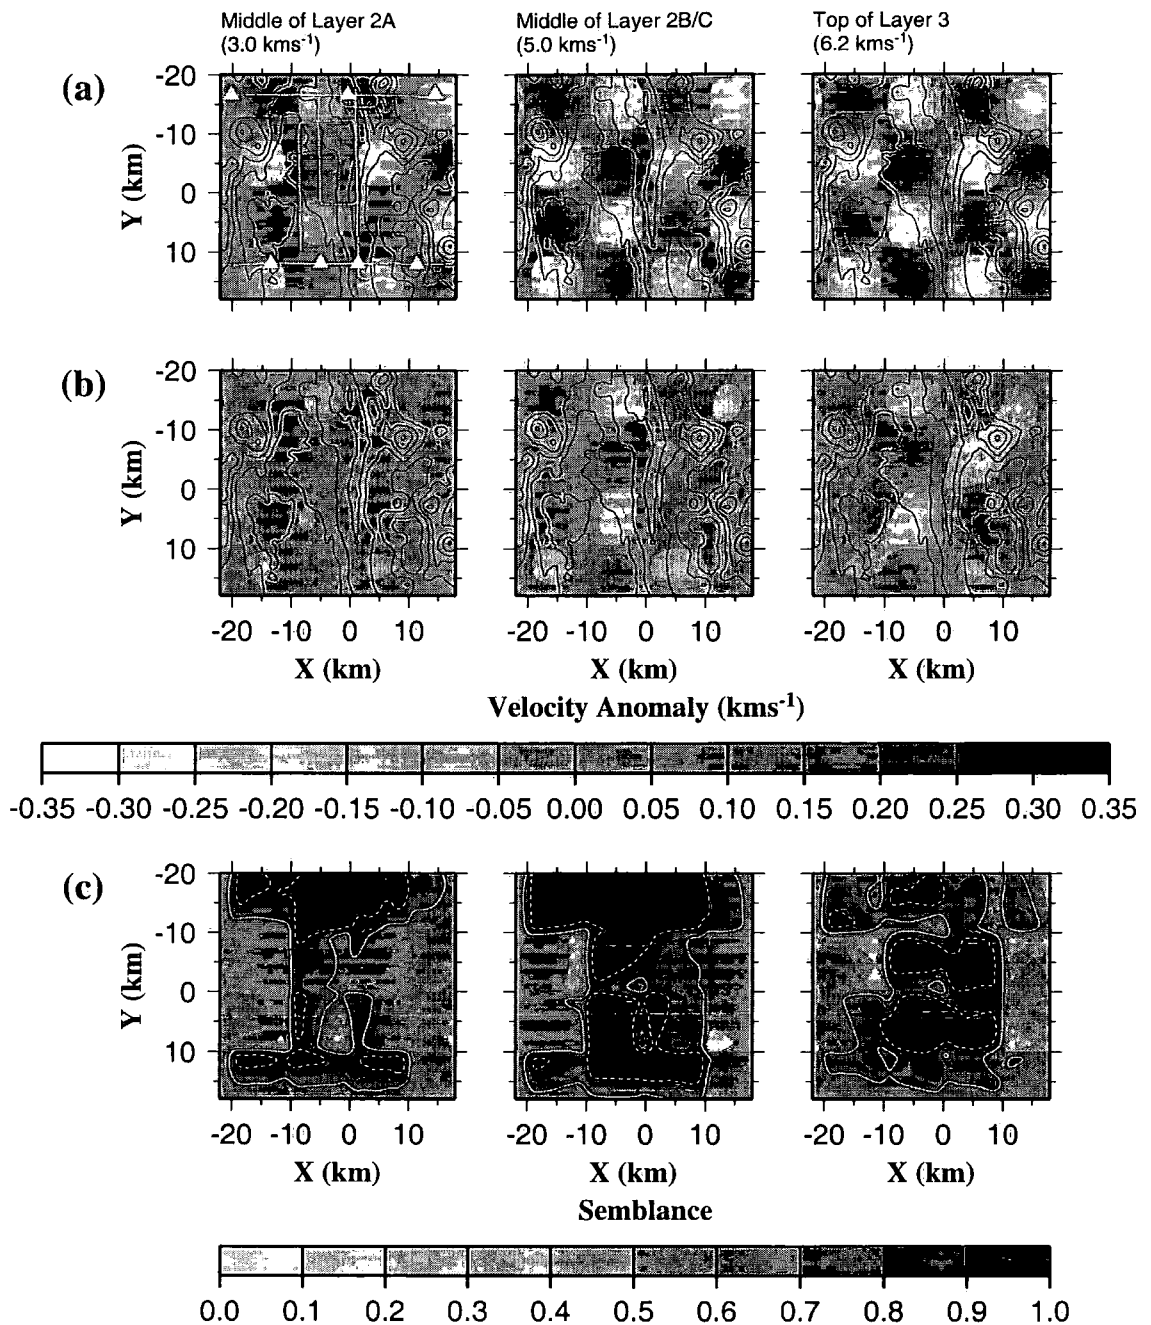 Middle of Layer 2A Middle of Layer 2B/C Top of Layer 3
(3.0 kms-1) (5.0 kms-1) (6.2 kms-1)
(a)
-20
-10
0
10
Y (km)
(b)
-20
-10
0
10
Y (km)
-20 -10 0 10 -20 -10 0 10 -20 -10 0 10
X (km) X (km) X (km)
Velocity Anomaly (kms-1)
-0.35 -0.30 -0.25 -0.20 -0.15 -0.10 -0.05 0.00 0.05 0.10 0.15 0.20 0.25 0.30 0.35
(c)
-20
-10
0
10
Y (km)
-20 -10 0 10 -20 -10 0 10 -20 -10 0 10
X (km) X (km) X (km)
Semblance
0.0 0.1 0.2 0.3 0.4 0.5 0.6 0.7 0.8 0.9 1.0